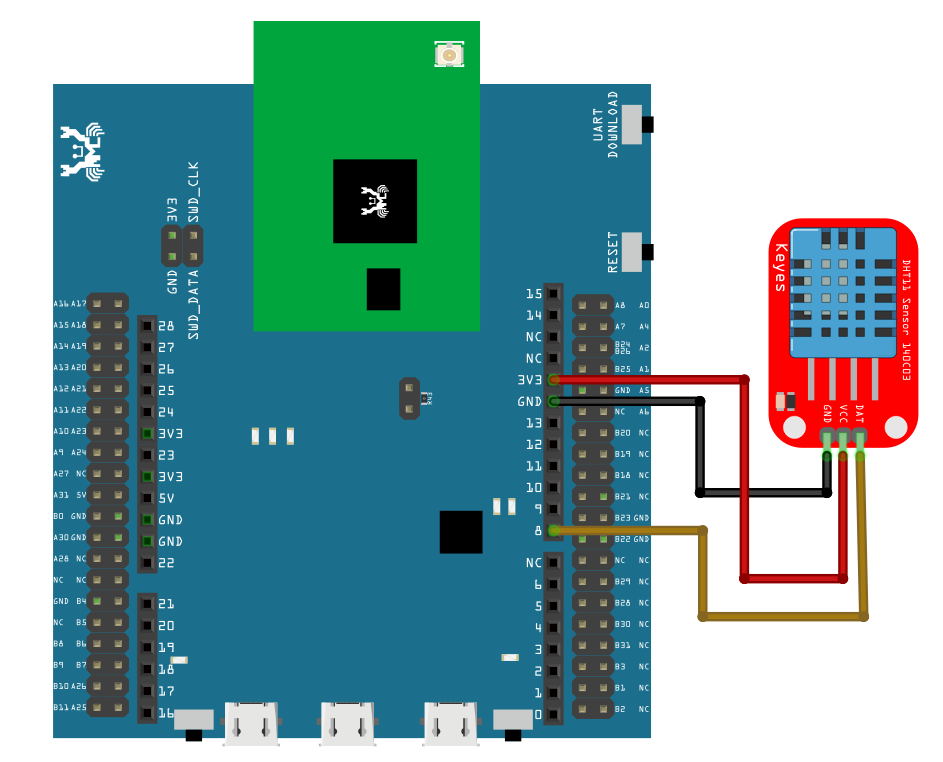 UART
DOWNLOAD
3V3
SWD_CLK
GND
SWD_DATA
RESET
Keyes
DHT11 Sensor 14DC03
GND
VCC
DAT
A16 A17
A15 A18
A14 A19
A13 A20
A12 A21
A11 A22
A10 A23
A9 A24
A27 NC
A31 5V
B0 GND
A30 GND
A28 NC
NC NC
GND B4
NC B5
B8 B6
B9 B7
B10 A26
B11 A25
28
27
26
25
24
3V3
23
3V3
5V
GND
GND
22
21
20
19
18
17
16
15
14
NC
NC
3V3
GND
13
12
11
10
9
8
NC
6
5
4
3
2
1
0
A8 A0
A7 A4
B24
B26 A2
B25 A1
GND A5
NC A6
B20 NC
B19 NC
B18 NC
B21 NC
B23 GND
B22 GND
NC NC
B29 NC
B28 NC
B30 NC
B31 NC
B3 NC
B1 NC
B2 NC